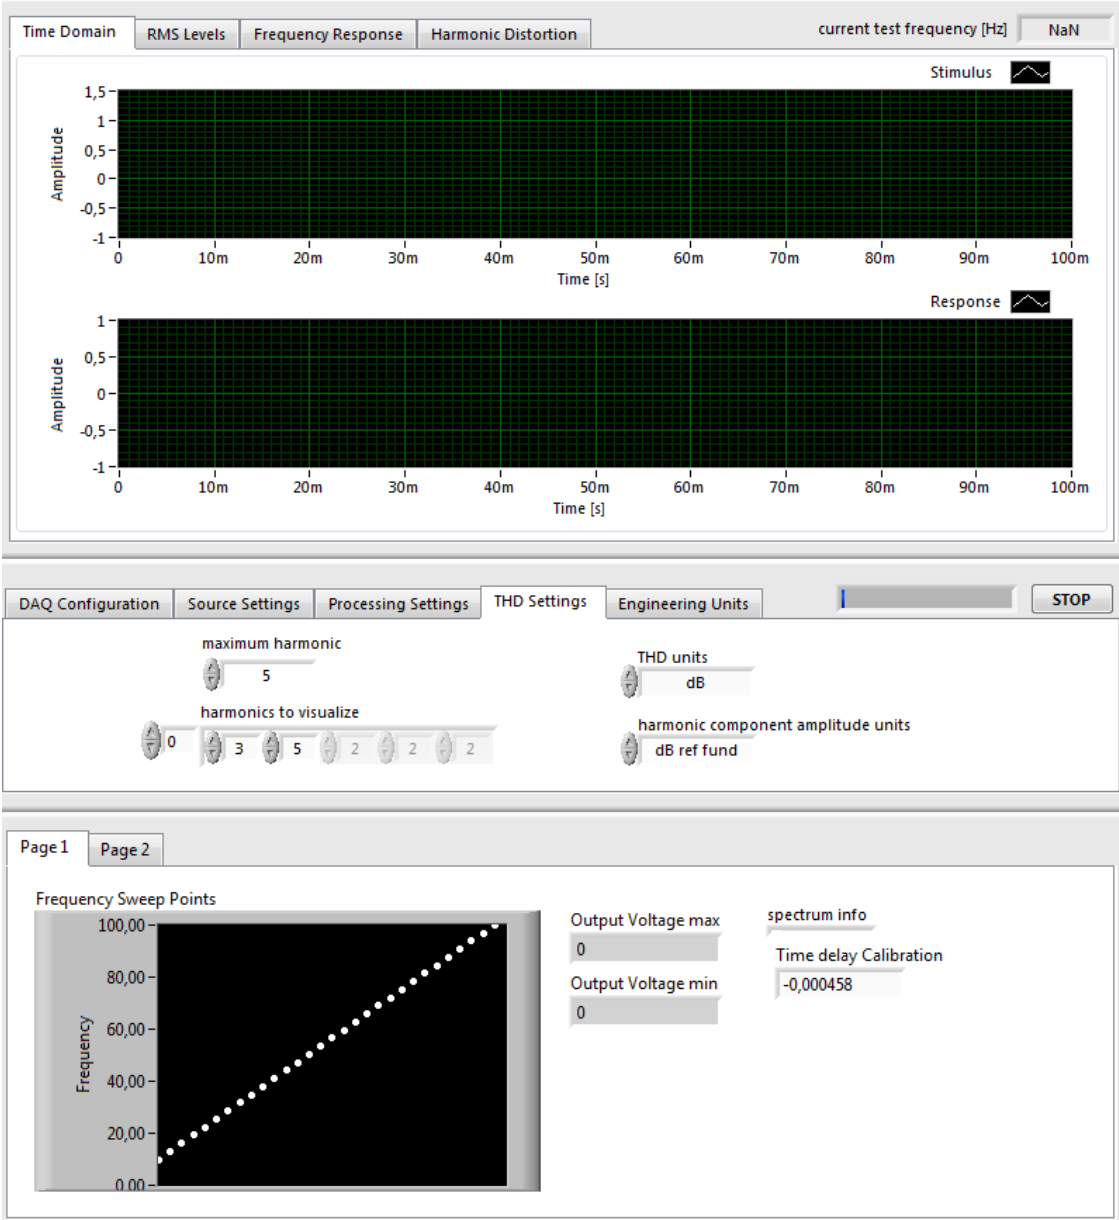 Time Domain RMS Levels Frequency Response Harmonic Distortion current test frequency [Hz] NaN
Stimulus
1,5
1
0,5
0
-0,5
-1
Amplitude
0 10m 20m 30m 40m 50m 60m 70m 80m 90m 100m
Time [s]
Response
1
0,5
0
-0,5
-1
Amplitude
0 10m 20m 30m 40m 50m 60m 70m 80m 90m 100m
Time [s]
DAQ Configuration Source Settings Processing Settings THD Settings Engineering Units STOP
maximum harmonic
5
THD units
dB
harmonics to visualize
0 3 5 2 2 2
harmonic component amplitude units
dB ref fund
Page 1 Page 2
Frequency Sweep Points
100,00
80,00
60,00
40,00
20,00
0,00
Frequency
Output Voltage max
0
Output Voltage min
0
spectrum info
Time delay Calibration
-0,000458